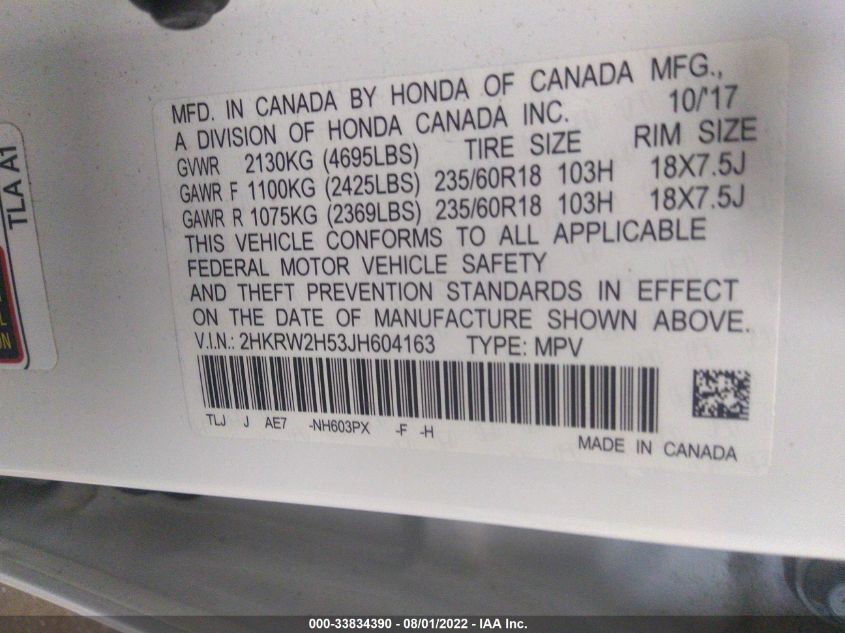 MFD. IN CANADA BY HONDA OF CANADA MFG.,
A DIVISION OF HONDA CANADA INC. 10/'17
GVWR 2130KG (4695LBS) TIRE SIZE RIM SIZE
GAWR F 1100KG (2425LBS) 235/60R18 103H 18X7.5J
GAWR R 1075KG (2369LBS) 235/60R18 103H 18X7.5J
THIS VEHICLE CONFORMS TO ALL APPLICABLE
FEDERAL MOTOR VEHICLE SAFETY
AND THEFT PREVENTION STANDARDS IN EFFECT
ON THE DATE OF MANUFACTURE SHOWN ABOVE.
V.I.N.: 2HKRW2H53JH604163 TYPE: MPV
TLJ J AE7 -NH603PX -F -H
MADE IN CANADA
TLA A1
000-33834390 - 08/01/2022 - IAA Inc.